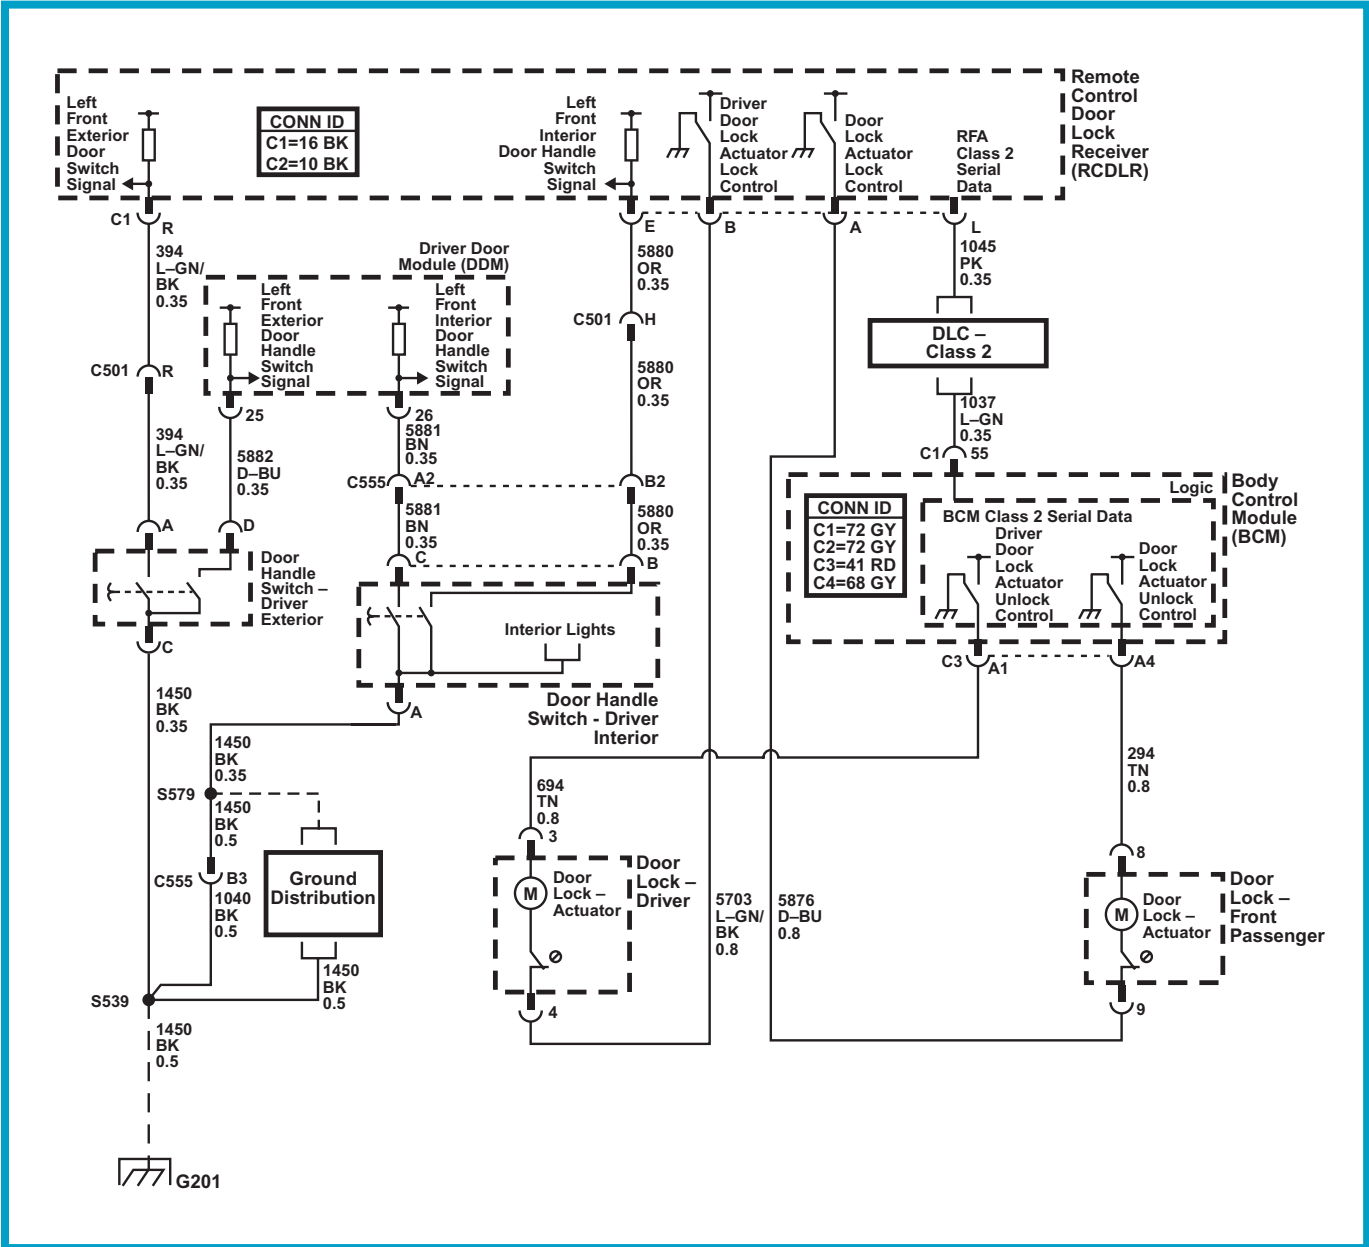 Remote
Control
Door
Lock
Receiver
(RCDLR)
Left
Front
Exterior
Door
Switch
Signal
CONN ID
C1=16 BK
C2=10 BK
Left
Front
Interior
Door Handle
Switch
Signal
Driver
Door
Lock
Actuator
Lock
Control
Door
Lock
Actuator
Lock
Control
RFA
Class 2
Serial
Data
C1
R
E
B
A
L
394
L–GN/
BK
0.35
Driver Door
Module (DDM)
Left
Front
Exterior
Door
Handle
Switch
Signal
Left
Front
Interior
Door
Handle
Switch
Signal
5880
OR
0.35
1045
PK
0.35
C501
H
DLC –
Class 2
C501
R
5880
OR
0.35
25
26
1037
L–GN
0.35
394
L–GN/
BK
0.35
5882
D–BU
0.35
5881
BN
0.35
C1
55
C555
A2
B2
5881
BN
0.35
5880
OR
0.35
A
D
C
B
Body
Control
Module
(BCM)
Logic
CONN ID
C1=72 GY
C2=72 GY
C3=41 RD
C4=68 GY
BCM Class 2 Serial Data
Driver
Door
Lock
Actuator
Unlock
Control
Door
Lock
Actuator
Unlock
Control
Door
Handle
Switch –
Driver
Exterior
Interior Lights
C
C3
A1
A4
1450
BK
0.35
A
Door Handle
Switch - Driver
Interior
1450
BK
0.35
S579
1450
BK
0.5
694
TN
0.8
294
TN
0.8
3
8
C555
B3
1040
BK
0.5
Ground
Distribution
M
Door
Lock –
Actuator
Door
Lock –
Driver
5703
L–GN/
BK
0.8
5876
D–BU
0.8
M
Door
Lock –
Actuator
Door
Lock –
Front
Passenger
1450
BK
0.5
S539
4
9
1450
BK
0.5
G201